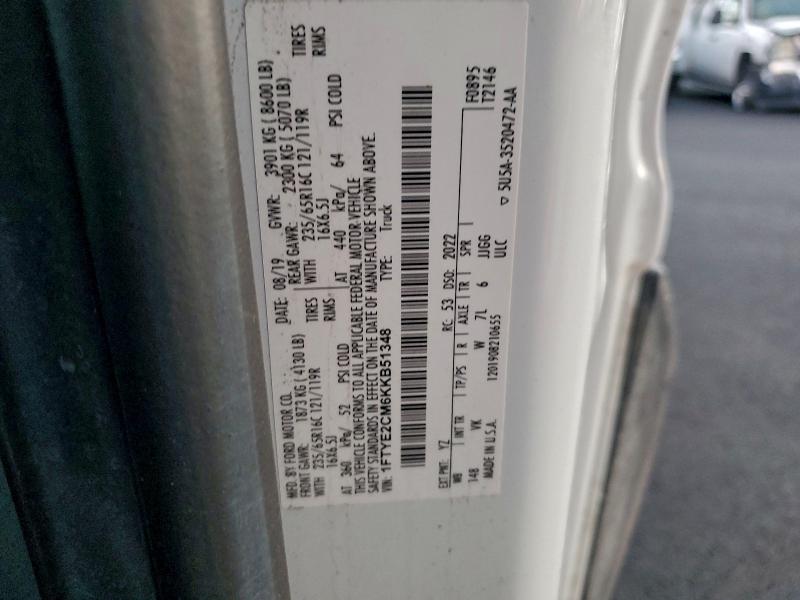 MFD. BY FORD MOTOR CO.
DATE: 08/19 GVWR: 3901 KG ( 8600 LB)
FRONT GAWR: 1873 KG ( 4130 LB) REAR GAWR: 2300 KG ( 5070 LB)
WITH 235/65R16C 121/119R TIRES WITH 235/65R16C 121/119R TIRES
16X6.5J RIMS 16X6.5J RIMS
AT 360 kPa/ 52 PSI COLD AT 440 kPa/ 64 PSI COLD
THIS VEHICLE CONFORMS TO ALL APPLICABLE FEDERAL MOTOR VEHICLE
SAFETY STANDARDS IN EFFECT ON THE DATE OF MANUFACTURE SHOWN ABOVE.
VIN: 1FTYE2CM6KKB51348 TYPE: Truck
EXT PNT: YZ RC: 53 DSO: 2022 F0895
WB INT TR TP/PS R AXLE TR SPR T2146
148 VK W 7L 6 JJGG
MADE IN U.S.A. 1201908210655 ULC ▽ 5U5A-3520472-AA